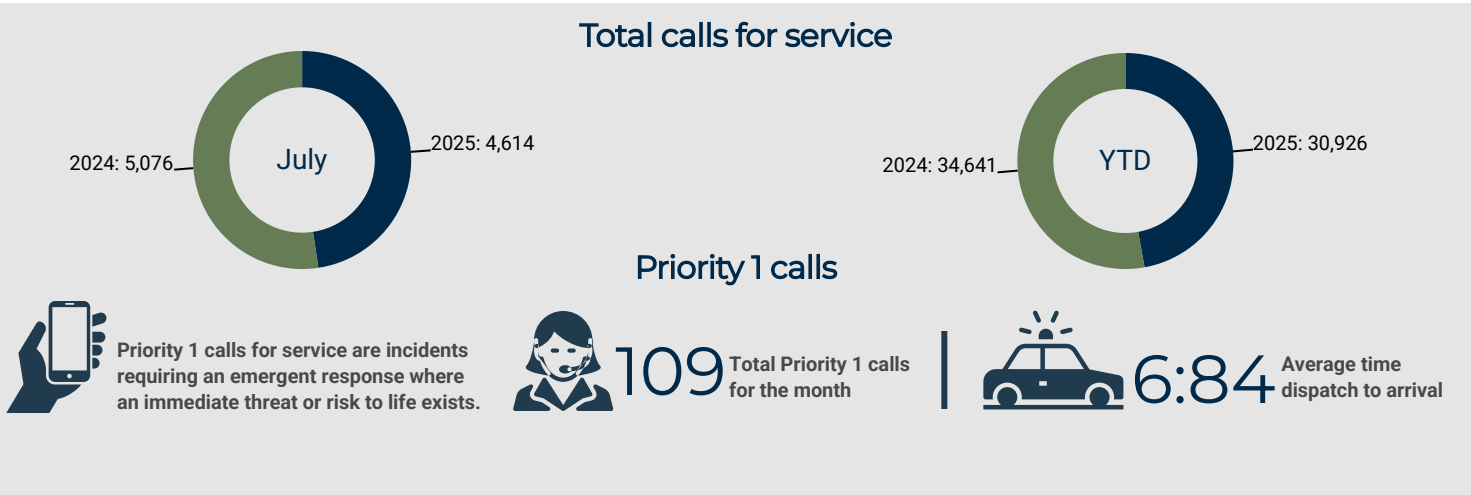 Total calls for service
2024: 5,076
July
2025: 4,614
2024: 34,641
YTD
2025: 30,926
Priority 1 calls
Priority 1 calls for service are incidents
requiring an emergent response where
an immediate threat or risk to life exists.
109
Total Priority 1 calls
for the month
6:84
Average time
dispatch to arrival